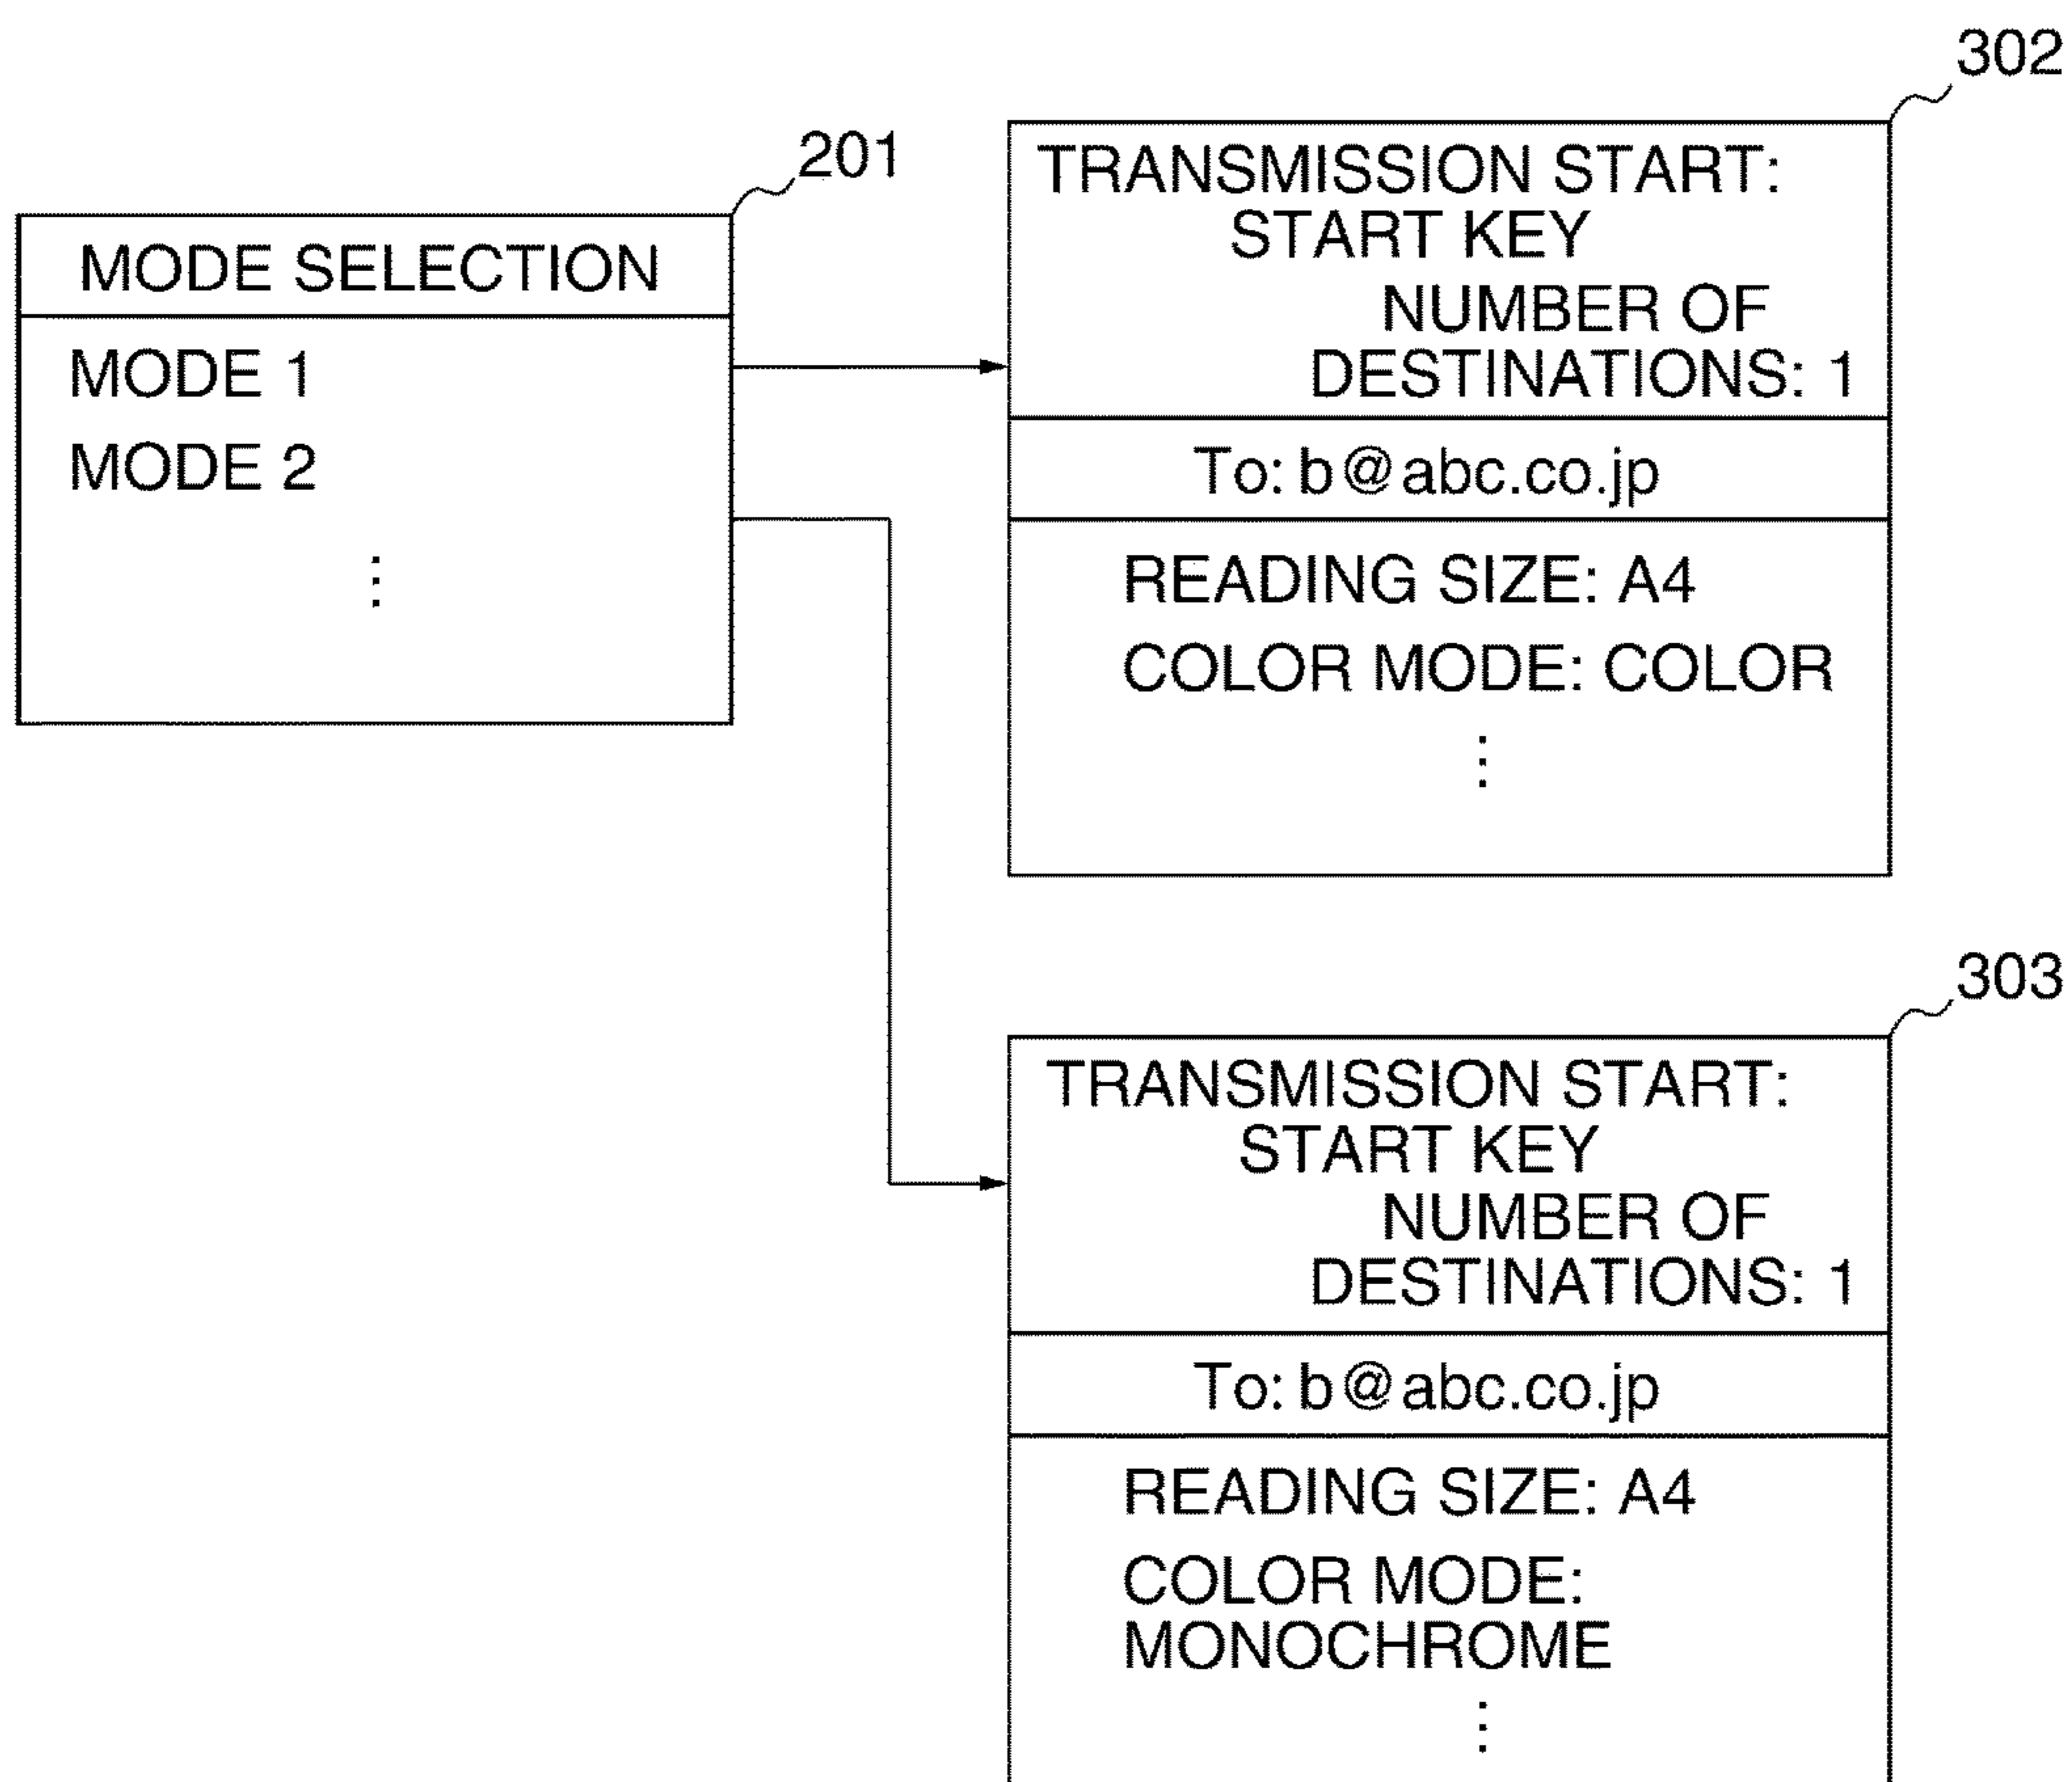 201
MODE SELECTION
MODE 1
MODE 2
302
TRANSMISSION START:
START KEY
NUMBER OF
DESTINATIONS: 1
To: b@abc.co.jp
READING SIZE: A4
COLOR MODE: COLOR
303
TRANSMISSION START:
START KEY
NUMBER OF
DESTINATIONS: 1
To: b@abc.co.jp
READING SIZE: A4
COLOR MODE:
MONOCHROME